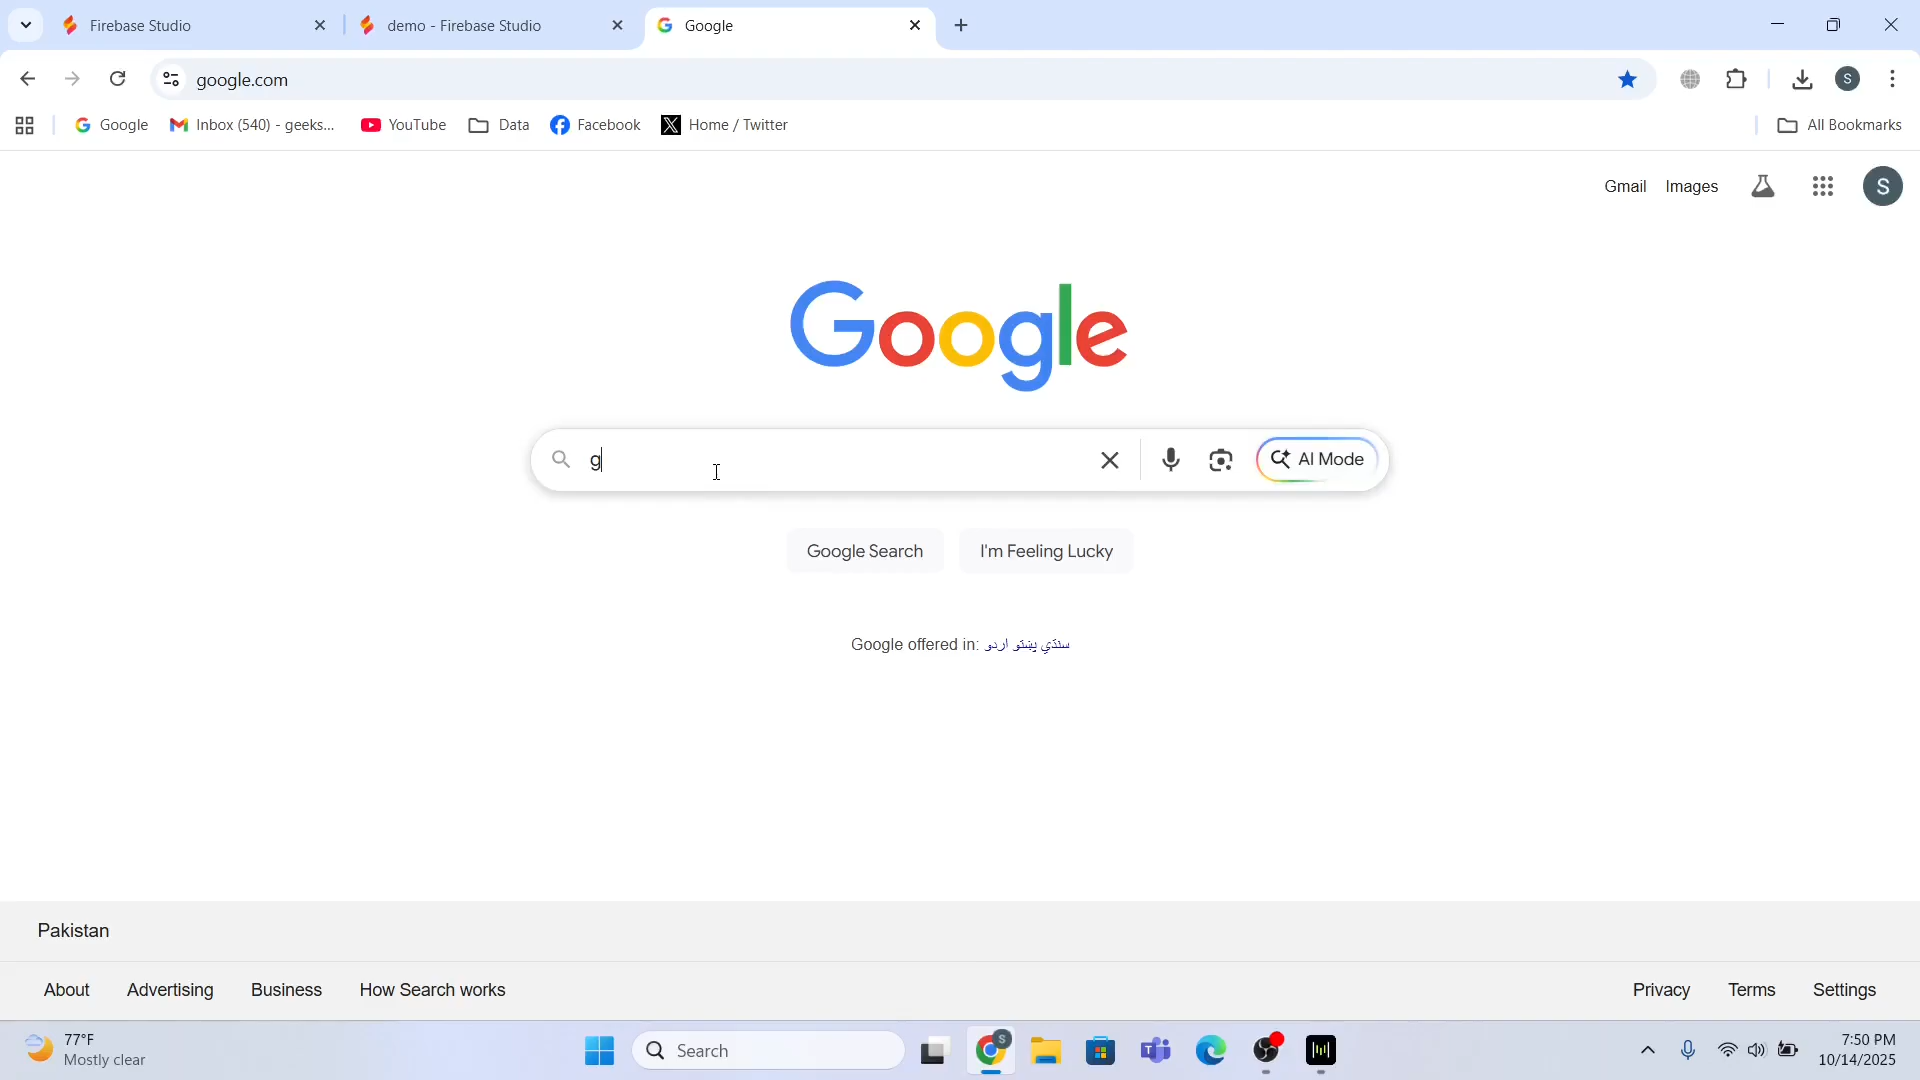 Firebase Studio
demo - Firebase Studio
Google
google.com
S
Google
Inbox (540) - geeks...
YouTube
Data
Facebook
Home / Twitter
All Bookmarks
Gmail
Images
S
Google
g
AI Mode
Google Search
I'm Feeling Lucky
Google offered in: اردو پښتو سنڌي
Pakistan
About
Advertising
Business
How Search works
Privacy
Terms
Settings
77°F
Mostly clear
Search
S
7:50 PM
10/14/2025